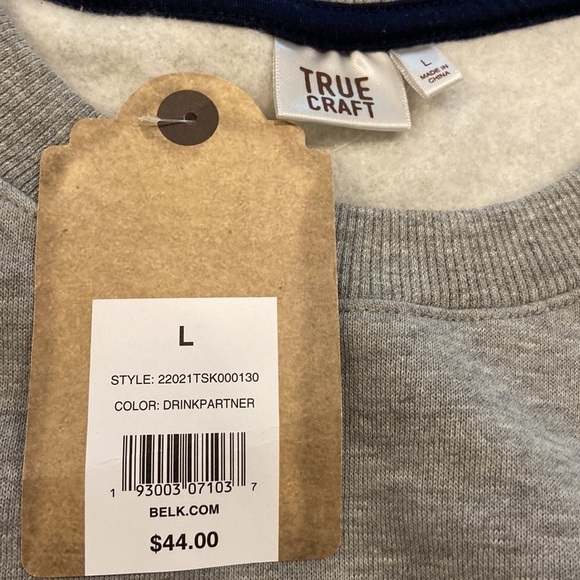 TRUE
CRAFT
L
MADE IN
CHINA
L
STYLE: 22021TSK000130
COLOR: DRINKPARTNER
1 93003 07103 7
BELK.COM
$44.00